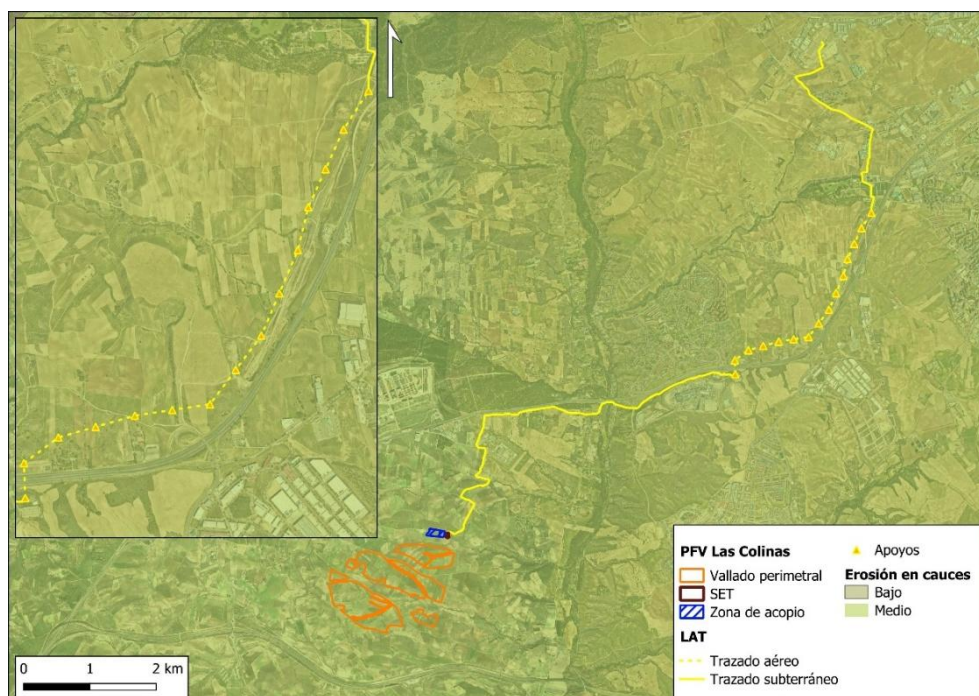 PFV Las Colinas
Vallado perimetral
SET
Zona de acopio
LAT
Trazado aéreo
Trazado subterráneo
Apoyos
Erosión en cauces
Bajo
Medio
0 1 2 km